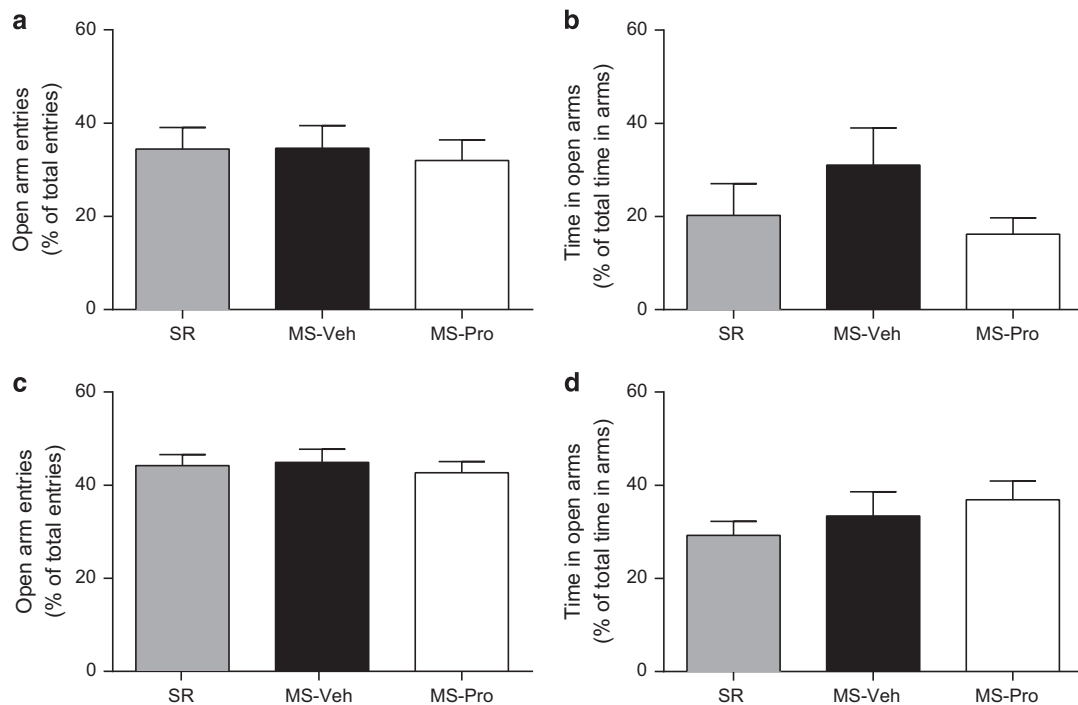 a
Open arm entries
(% of total entries)
60
40
20
0
SR
MS-Veh
MS-Pro
b
Time in open arms
(% of total time in arms)
60
40
20
0
SR
MS-Veh
MS-Pro
c
Open arm entries
(% of total entries)
60
40
20
0
SR
MS-Veh
MS-Pro
d
Time in open arms
(% of total time in arms)
60
40
20
0
SR
MS-Veh
MS-Pro